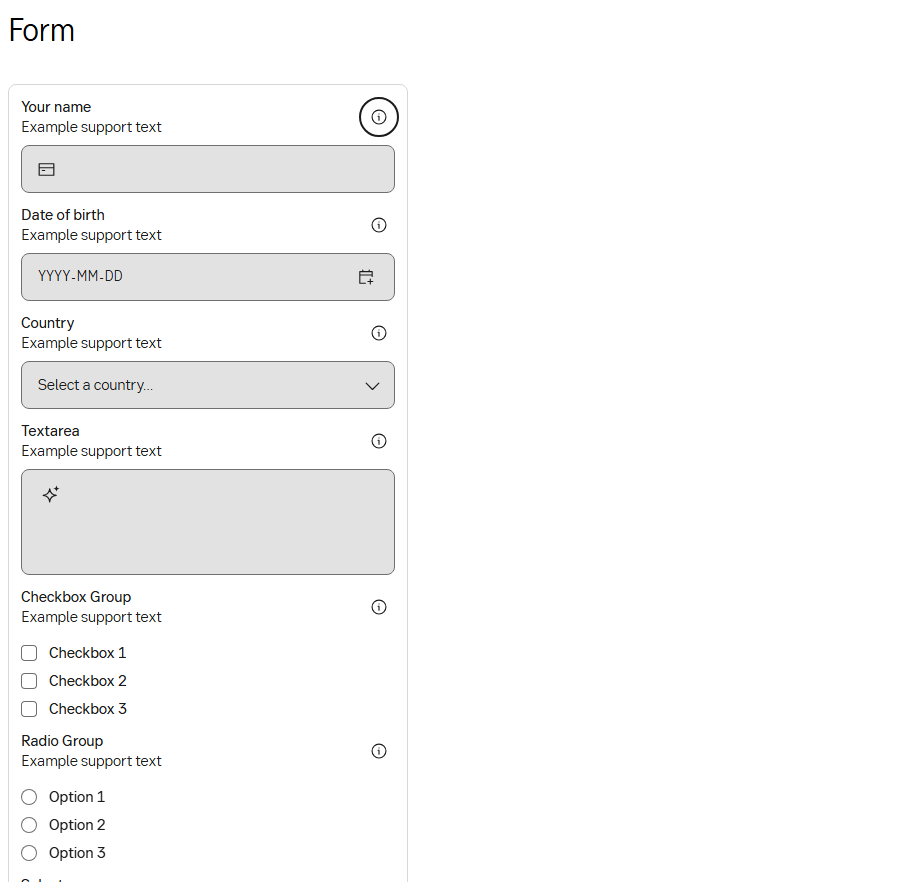 Form
Your name
Example support text
Date of birth
Example support text
YYYY-MM-DD
Country
Example support text
Select a country...
Textarea
Example support text
Checkbox Group
Example support text
Checkbox 1
Checkbox 2
Checkbox 3
Radio Group
Example support text
Option 1
Option 2
Option 3